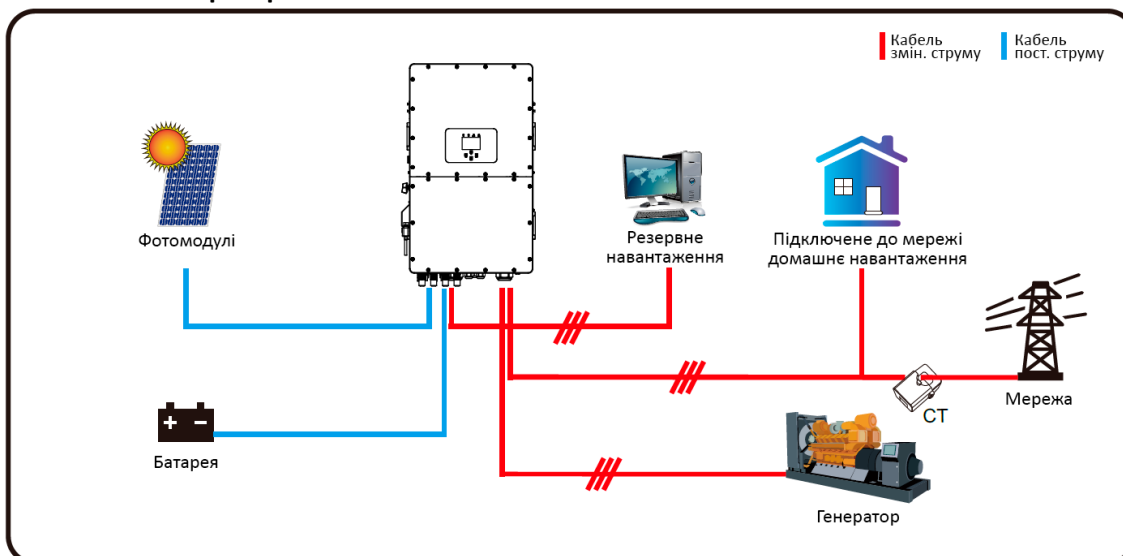 Кабель
змін. струму
Кабель
пост. струму
Фотомодулі
Резервне
навантаження
Підключене до мережі
домашнє навантаження
Мережа
CT
Батарея
Генератор